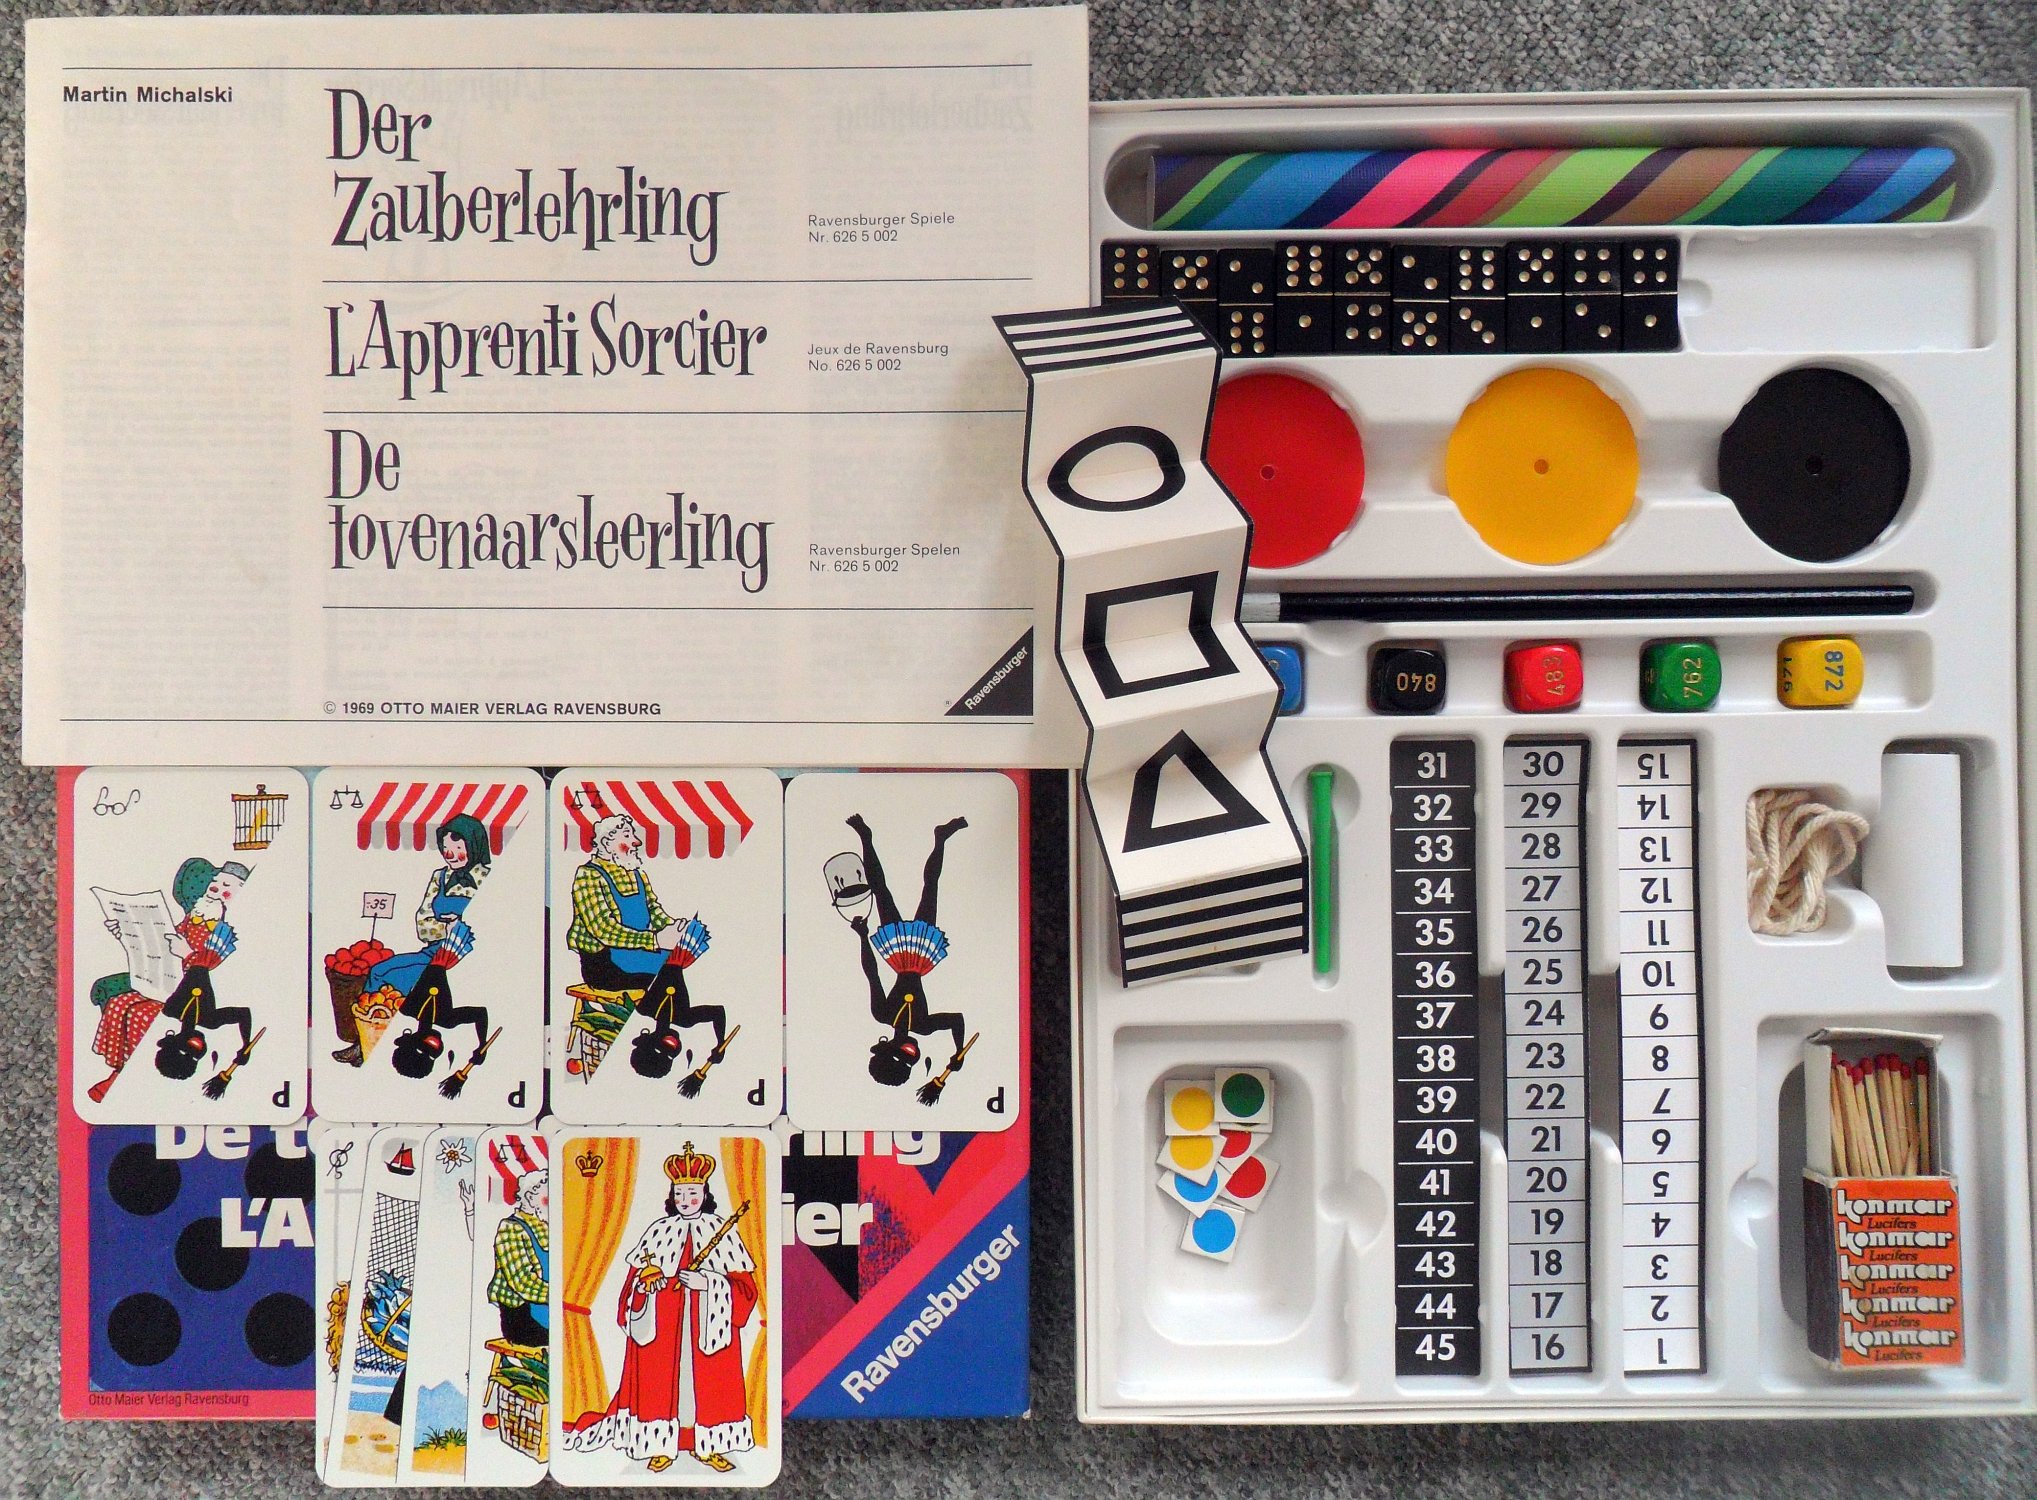 Martin Michalski
Der
Zauberlehrling
Ravensburger Spiele
Nr. 626 5 002
L'Apprenti Sorcier
Jeux de Ravensburg
No. 626 5 002
De
tovenaarsleerling
Ravensburger Spelen
Nr. 626 5 002
Ravensburger
© 1969 OTTO MAIER VERLAG RAVENSBURG
840
483
762
872
-.35
d
d
d
d
De t
rling
L'A
ier
Ravensburger
Otto Maier Verlag Ravensburg
31
32
33
34
35
36
37
38
39
40
41
42
43
44
45
30
29
28
27
26
25
24
23
22
21
20
19
18
17
16
15
14
13
12
11
10
9
8
7
6
5
4
3
2
1
konmar
Lucifers
konmar
Lucifers
konmar
Lucifers
konmar
Lucifers
konmar
Lucifers